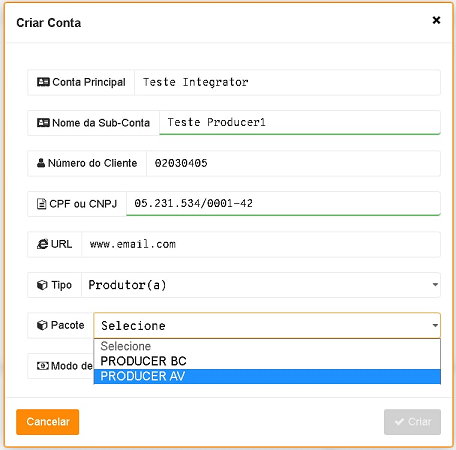 Criar Conta ×
Conta Principal Teste Integrator
Nome da Sub-Conta Teste Producer1
Número do Cliente 02030405
CPF ou CNPJ 05.231.534/0001-42
URL www.email.com
Tipo Produtor(a)
Pacote Selecione
Selecione
PRODUCER BC
PRODUCER AV
Modo de
Cancelar Criar